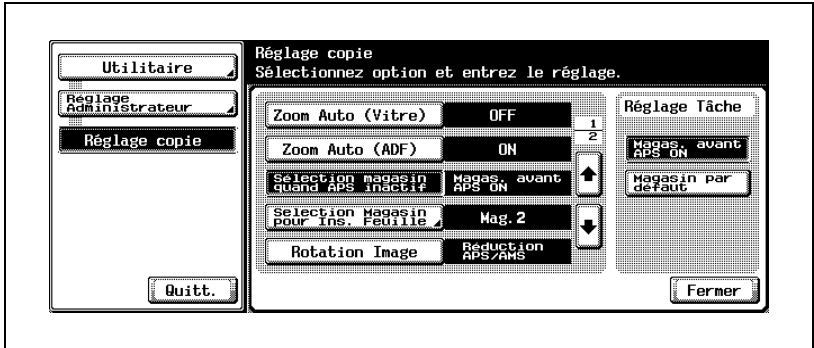 Utilitaire
Réglage
Administrateur
Réglage copie
Quitt.
Réglage copie
Sélectionnez option et entrez le réglage.
Zoom Auto (Vitre)
OFF
Zoom Auto (ADF)
ON
Sélection magasin
quand APS inactif
Magas. avant
APS ON
Selection Magasin
pour Ins. Feuille
Mag.2
Rotation Image
Réduction
APS/AMS
1
2
Réglage Tâche
Magas. avant
APS ON
Magasin par
défaut
Fermer